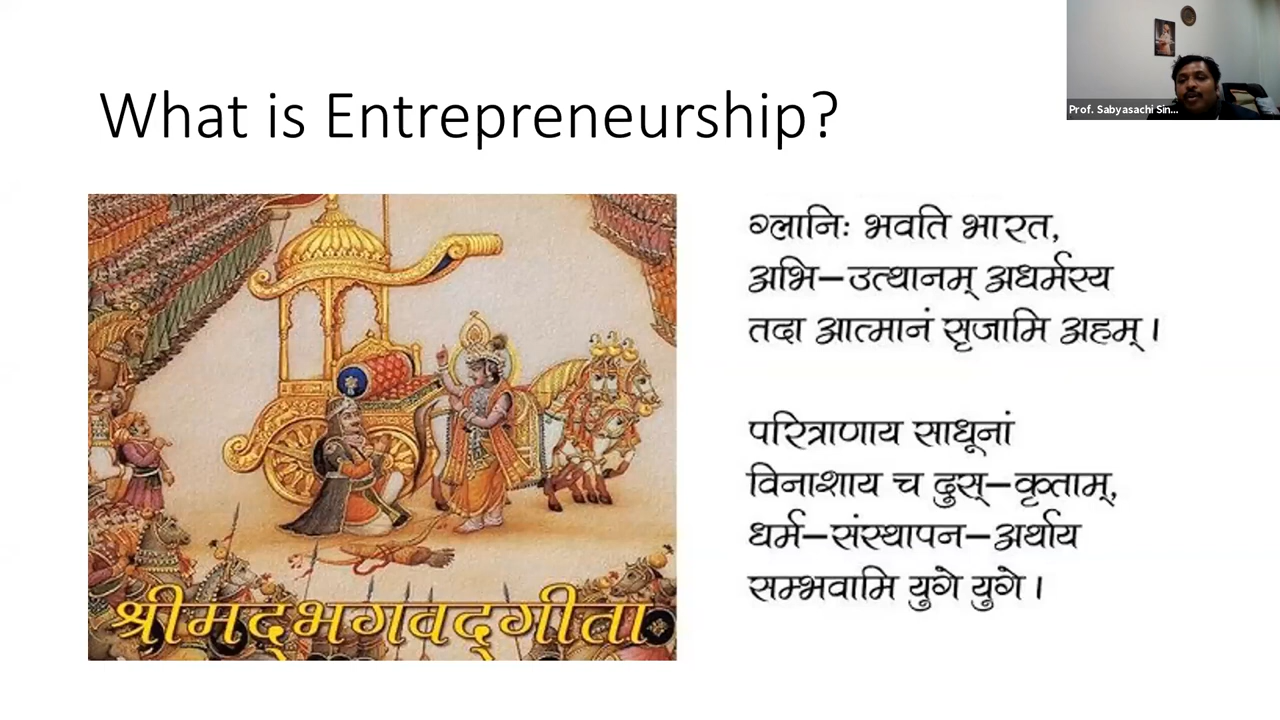 What is Entrepreneurship?
Prof. Sabyasachi Sin...
ग्लानिः भवति भारत,
अभि–उत्थानम् अधर्मस्य
तदा आत्मानं सृजामि अहम् ।
परित्राणाय साधूनां
विनाशाय च दुस्–कृताम्,
धर्म–संस्थापन–अर्थाय
सम्भवामि युगे युगे ।
श्रीमद्भगवद्गीता